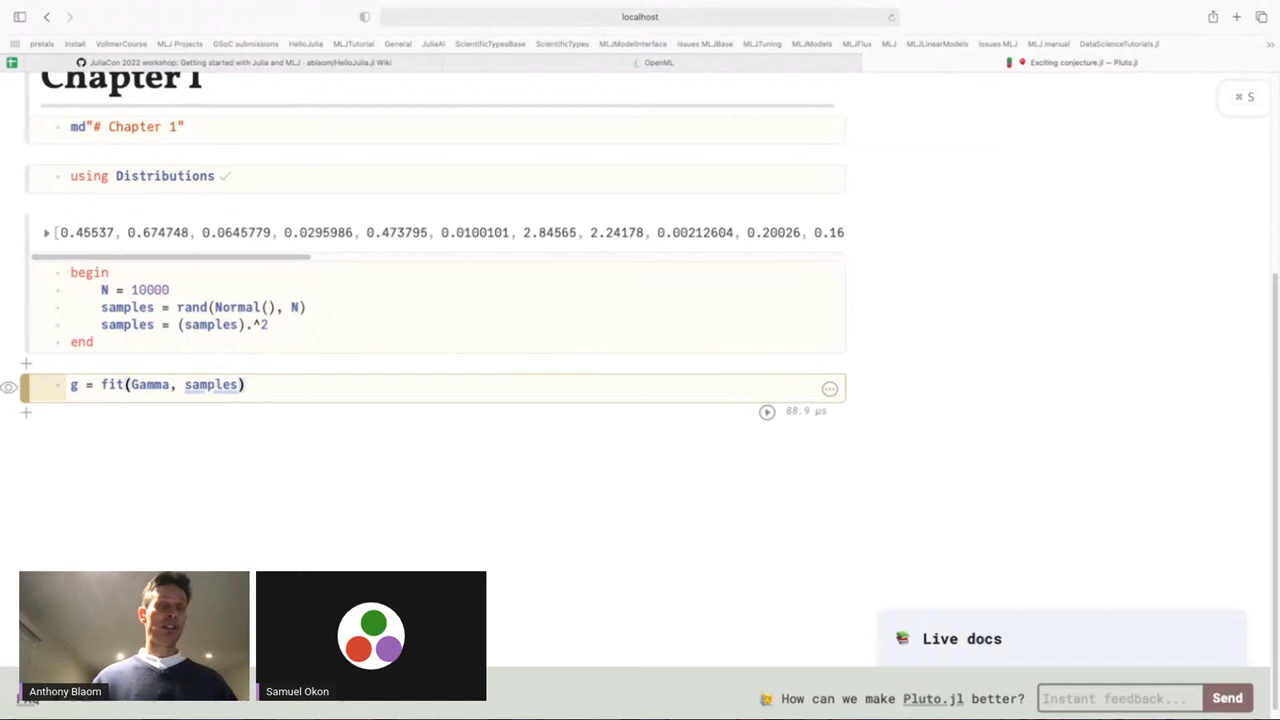 localhost
pretalx Install VollmerCourse MLJ Projects GSoC submissions HelloJulia MLJTutorial General JuliaAI ScientificTypesBase ScientificTypes MLJModelInterface Issues MLJBase MLJTuning MLJModels MLJFlux MLJ MLJLinearModels Issues MLJ MLJ manual DataScienceTutorials.jl
JuliaCon 2022 workshop: Getting started with Julia and MLJ · ablaom/HelloJulia.jl Wiki
OpenML
Exciting conjecture.jl — Pluto.jl
Chapter 1
⌘ S
md"# Chapter 1"
using Distributions
[0.45537, 0.674748, 0.0645779, 0.0295986, 0.473795, 0.0100101, 2.84565, 2.24178, 0.00212604, 0.20026, 0.16
begin
N = 10000
samples = rand(Normal(), N)
samples = (samples).^2
end
g = fit(Gamma, samples)
88.9 μs
Live docs
Anthony Blaom
Samuel Okon
FAQ
How can we make Pluto.jl better?
Instant feedback...
Send